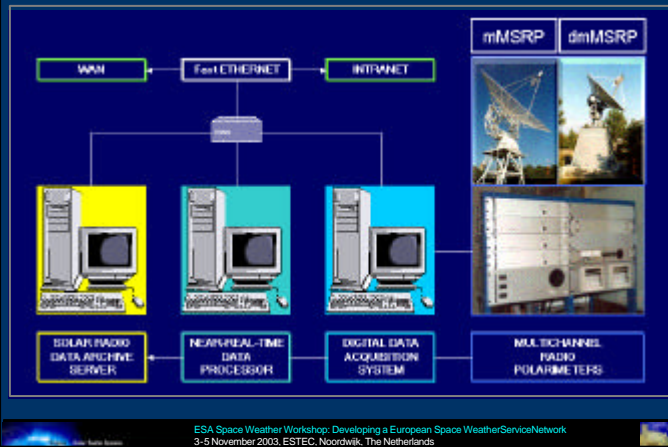 mMSRP dmMSRP
WAN Fast ETHERNET INTRANET
SOLAR RADIO
DATA ARCHIVE
SERVER
NEAR-REAL-TIME
DATA
PROCESSOR
DIGITAL DATA
ACQUISITION
SYSTEM
MULTICHANNEL
RADIO
POLARIMETERS
ESA Space Weather Workshop: Developing a European Space WeatherServiceNetwork
3-5 November 2003, ESTEC, Noordwijk, The Netherlands